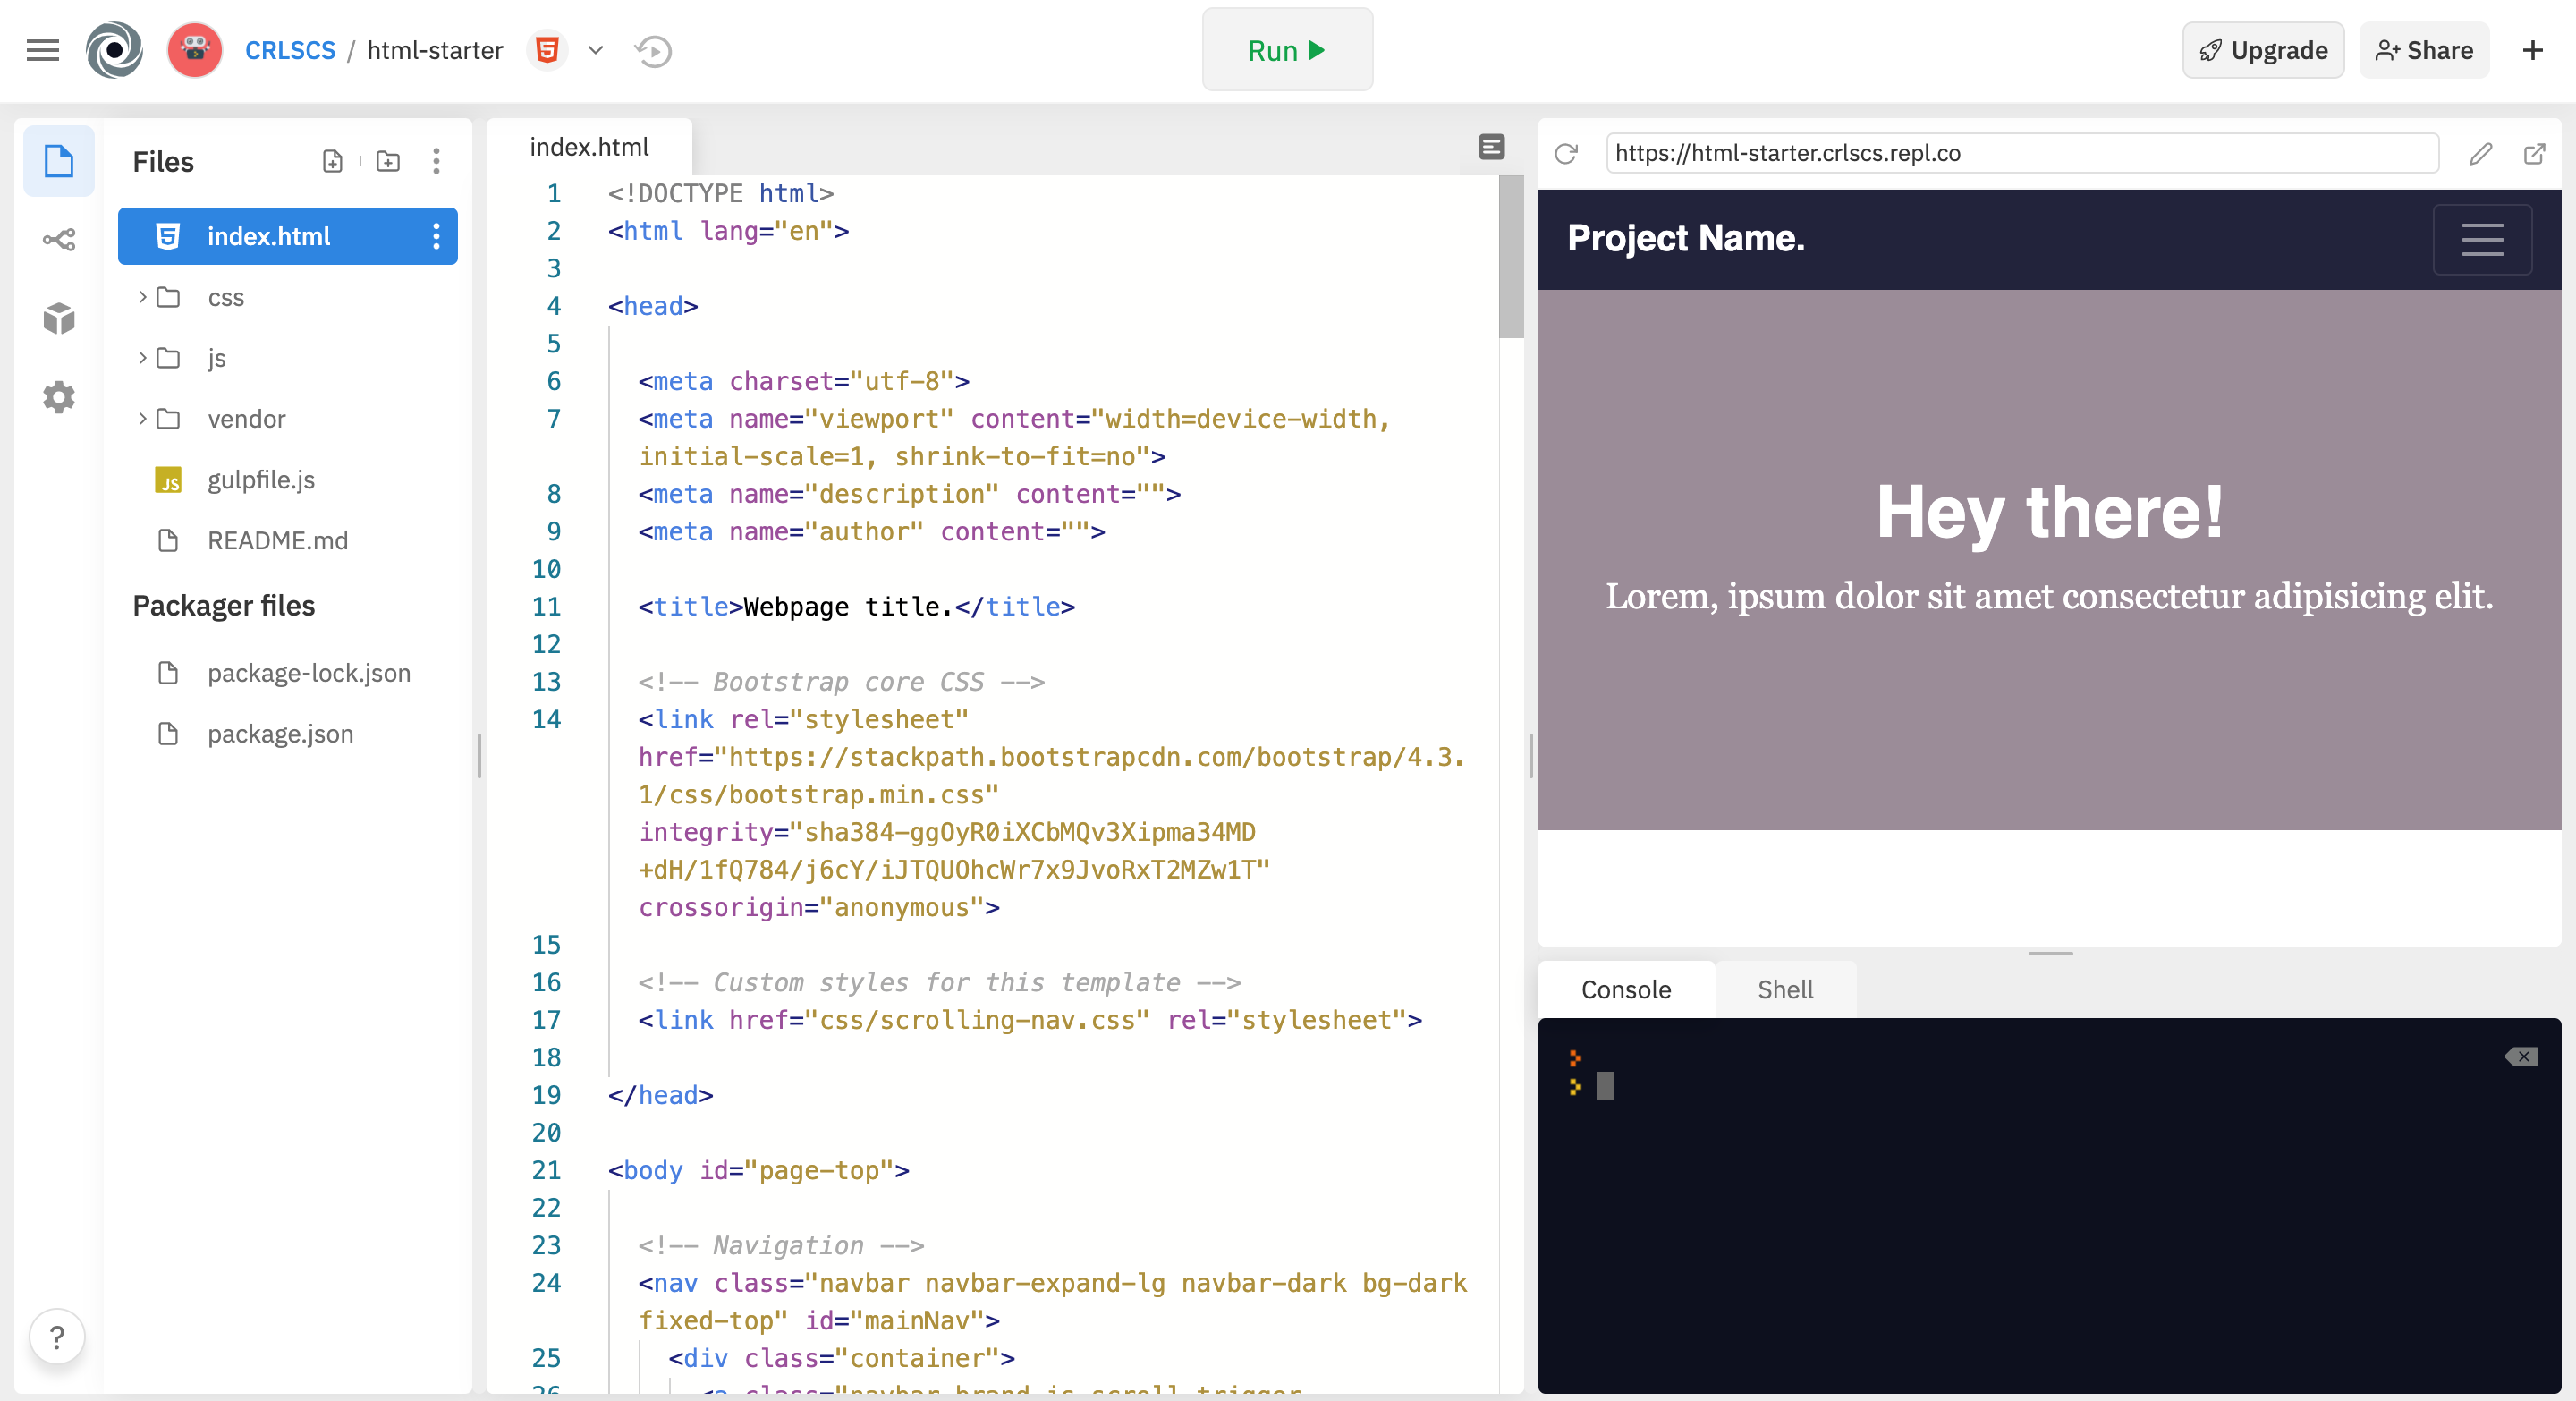 CRLSCS / html-starter
Run
Upgrade
Share
Files
index.html
css
js
vendor
JS gulpfile.js
README.md
Packager files
package-lock.json
package.json
?
index.html
1 <!DOCTYPE html>
2 <html lang="en">
3
4 <head>
5
6 <meta charset="utf-8">
7 <meta name="viewport" content="width=device-width,
initial-scale=1, shrink-to-fit=no">
8 <meta name="description" content="">
9 <meta name="author" content="">
10
11 <title>Webpage title.</title>
12
13 <!-- Bootstrap core CSS -->
14 <link rel="stylesheet"
href="https://stackpath.bootstrapcdn.com/bootstrap/4.3.
1/css/bootstrap.min.css"
integrity="sha384-ggOyR0iXCbMQv3Xipma34MD
+dH/1fQ784/j6cY/iJTQUOhcWr7x9JvoRxT2MZw1T"
crossorigin="anonymous">
15
16 <!-- Custom styles for this template -->
17 <link href="css/scrolling-nav.css" rel="stylesheet">
18
19 </head>
20
21 <body id="page-top">
22
23 <!-- Navigation -->
24 <nav class="navbar navbar-expand-lg navbar-dark bg-dark
fixed-top" id="mainNav">
25 <div class="container">
26 <a class="navbar-brand js-scroll-trigger
https://html-starter.crlscs.repl.co
Project Name.
Hey there!
Lorem, ipsum dolor sit amet consectetur adipisicing elit.
Console
Shell